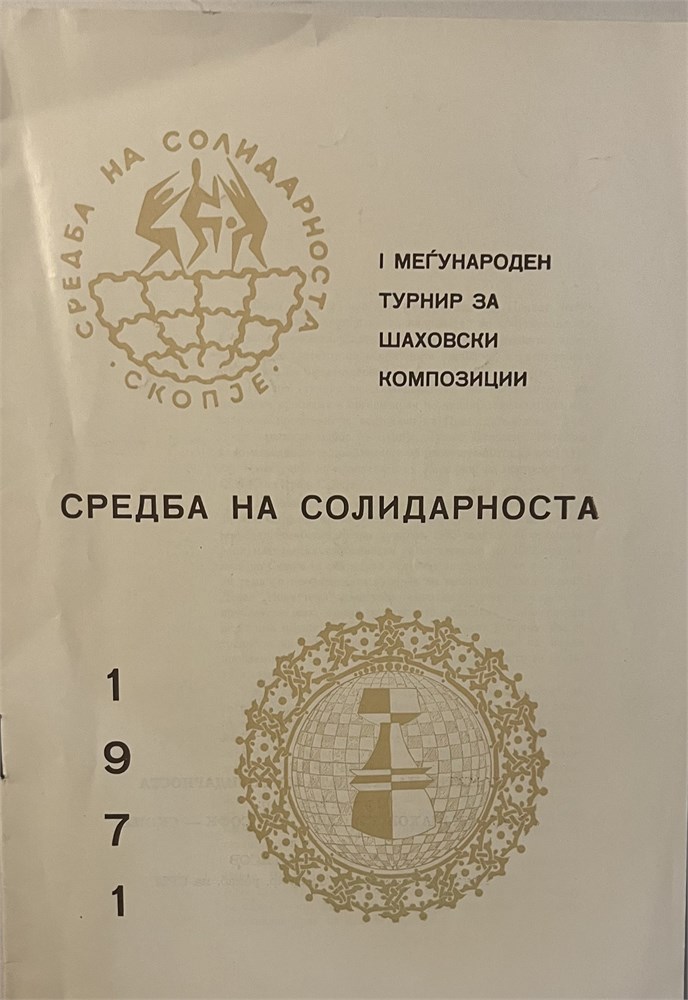 СРЕДБА НА СОЛИДАРНОСТА
· СКОПЈЕ ·
I МЕЃУНАРОДЕН
ТУРНИР ЗА
ШАХОВСКИ
КОМПОЗИЦИИ
СРЕДБА НА СОЛИДАРНОСТА
1
9
7
1